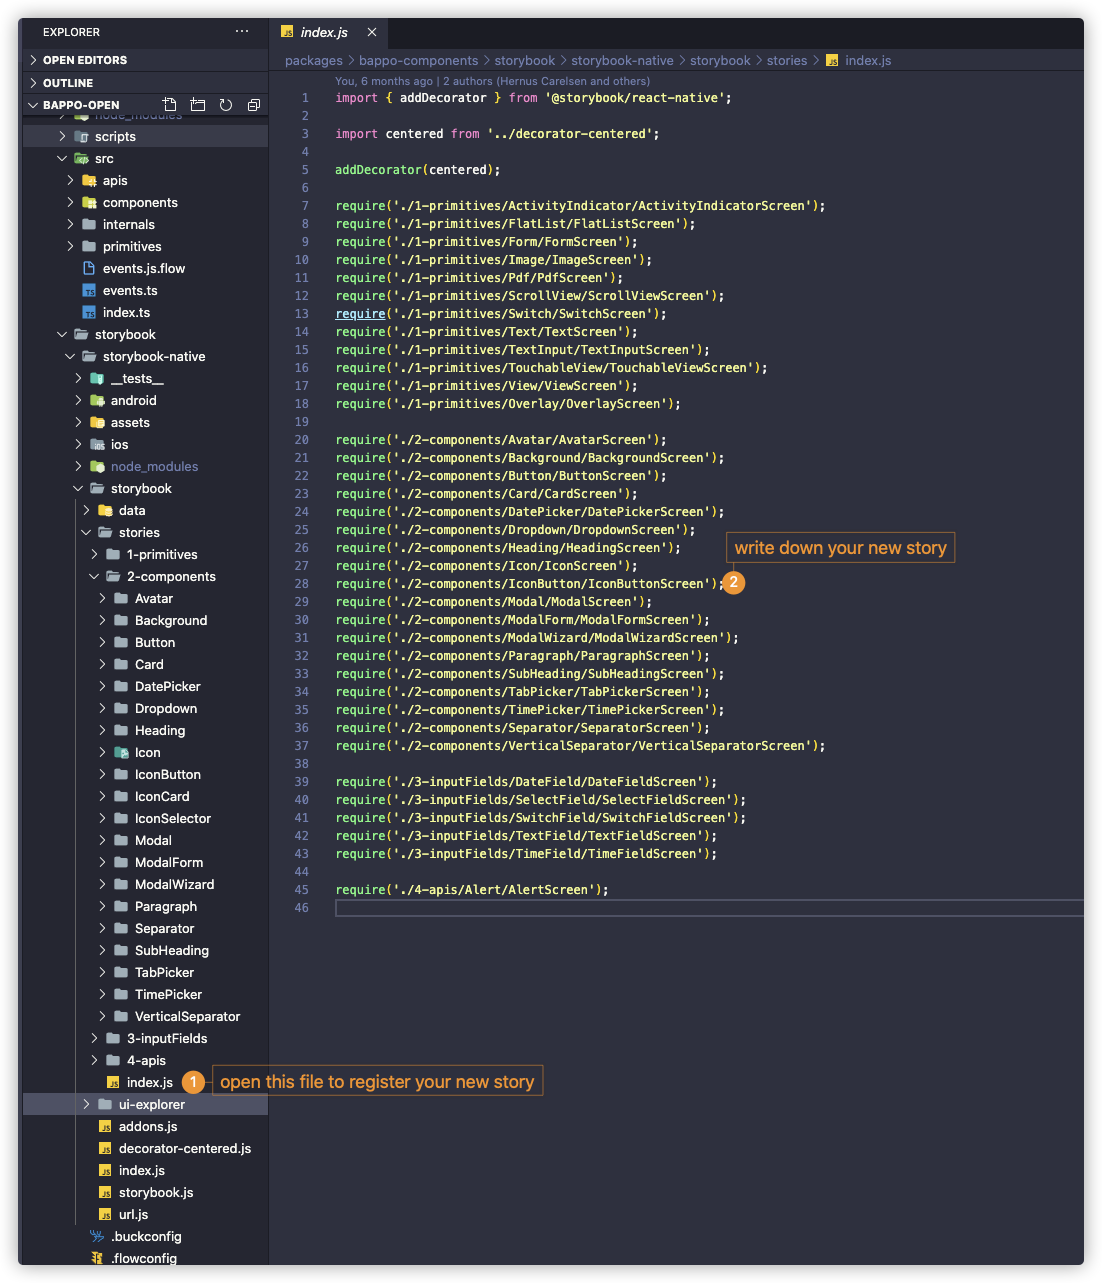 EXPLORER
OPEN EDITORS
OUTLINE
BAPPO-OPEN
node_modules
scripts
src
apis
components
internals
primitives
events.js.flow
events.ts
index.ts
storybook
storybook-native
__tests__
android
assets
ios
node_modules
storybook
data
stories
1-primitives
2-components
Avatar
Background
Button
Card
DatePicker
Dropdown
Heading
Icon
IconButton
IconCard
IconSelector
Modal
ModalForm
ModalWizard
Paragraph
Separator
SubHeading
TabPicker
TimePicker
VerticalSeparator
3-inputFields
4-apis
index.js
1 open this file to register your new story
ui-explorer
addons.js
decorator-centered.js
index.js
storybook.js
url.js
.buckconfig
.flowconfig
index.js
packages > bappo-components > storybook > storybook-native > storybook > stories > index.js
You, 6 months ago | 2 authors (Hernus Carelsen and others)
1 import { addDecorator } from '@storybook/react-native';
2
3 import centered from '../decorator-centered';
4
5 addDecorator(centered);
6
7 require('./1-primitives/ActivityIndicator/ActivityIndicatorScreen');
8 require('./1-primitives/FlatList/FlatListScreen');
9 require('./1-primitives/Form/FormScreen');
10 require('./1-primitives/Image/ImageScreen');
11 require('./1-primitives/Pdf/PdfScreen');
12 require('./1-primitives/ScrollView/ScrollViewScreen');
13 require('./1-primitives/Switch/SwitchScreen');
14 require('./1-primitives/Text/TextScreen');
15 require('./1-primitives/TextInput/TextInputScreen');
16 require('./1-primitives/TouchableView/TouchableViewScreen');
17 require('./1-primitives/View/ViewScreen');
18 require('./1-primitives/Overlay/OverlayScreen');
19
20 require('./2-components/Avatar/AvatarScreen');
21 require('./2-components/Background/BackgroundScreen');
22 require('./2-components/Button/ButtonScreen');
23 require('./2-components/Card/CardScreen');
24 require('./2-components/DatePicker/DatePickerScreen');
25 require('./2-components/Dropdown/DropdownScreen');
26 require('./2-components/Heading/HeadingScreen');
write down your new story
27 require('./2-components/Icon/IconScreen');
28 require('./2-components/IconButton/IconButtonScreen'); 2
29 require('./2-components/Modal/ModalScreen');
30 require('./2-components/ModalForm/ModalFormScreen');
31 require('./2-components/ModalWizard/ModalWizardScreen');
32 require('./2-components/Paragraph/ParagraphScreen');
33 require('./2-components/SubHeading/SubHeadingScreen');
34 require('./2-components/TabPicker/TabPickerScreen');
35 require('./2-components/TimePicker/TimePickerScreen');
36 require('./2-components/Separator/SeparatorScreen');
37 require('./2-components/VerticalSeparator/VerticalSeparatorScreen');
38
39 require('./3-inputFields/DateField/DateFieldScreen');
40 require('./3-inputFields/SelectField/SelectFieldScreen');
41 require('./3-inputFields/SwitchField/SwitchFieldScreen');
42 require('./3-inputFields/TextField/TextFieldScreen');
43 require('./3-inputFields/TimeField/TimeFieldScreen');
44
45 require('./4-apis/Alert/AlertScreen');
46